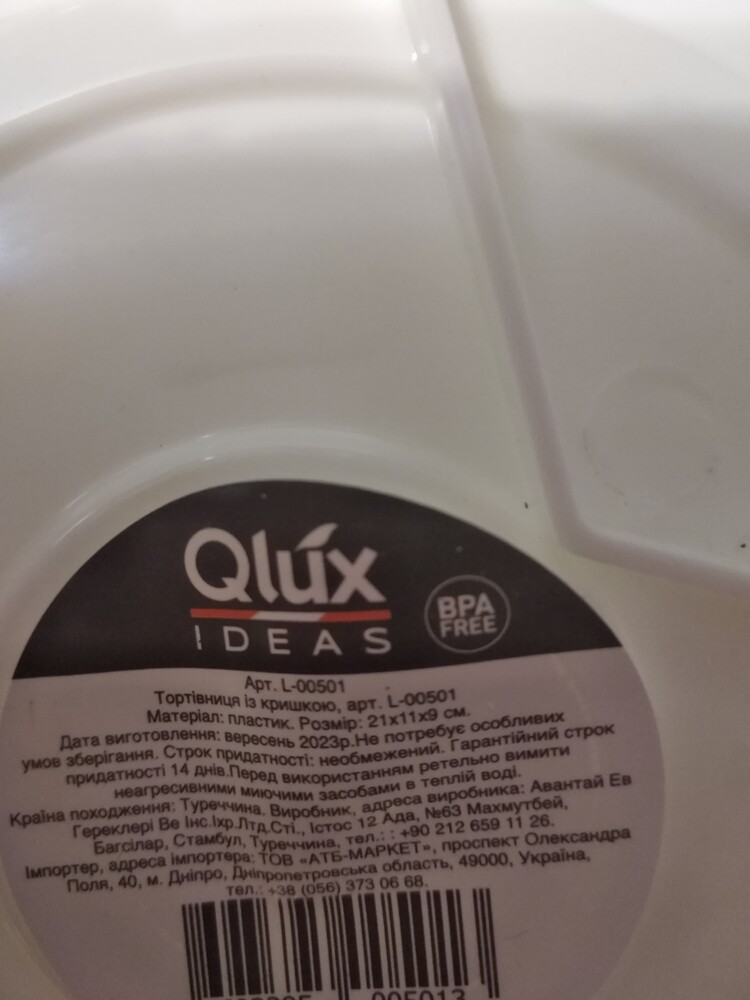 Qlux
IDEAS
BPA
FREE
Арт. L-00501
Тортівниця із кришкою, арт. L-00501
Матеріал: пластик. Розмір: 21x11x9 см.
Дата виготовлення: вересень 2023р.Не потребує особливих
умов зберігання. Строк придатності: необмежений. Гарантійний строк
придатності 14 днів.Перед використанням ретельно вимити
неагресивними миючими засобами в теплій воді.
Країна походження: Туреччина. Виробник, адреса виробника: Авантай Ев
Гереклері Ве Інс.Іхр.Лтд.Сті., Істос 12 Ада, №63 Махмутбей,
Багсілар, Стамбул, Туреччина, тел.: : +90 212 659 11 26.
Імпортер, адреса імпортера: ТОВ «АТБ-МАРКЕТ», проспект Олександра
Поля, 40, м. Дніпро, Дніпропетровська область, 49000, Україна,
тел.: +38 (056) 373 06 68.
005013